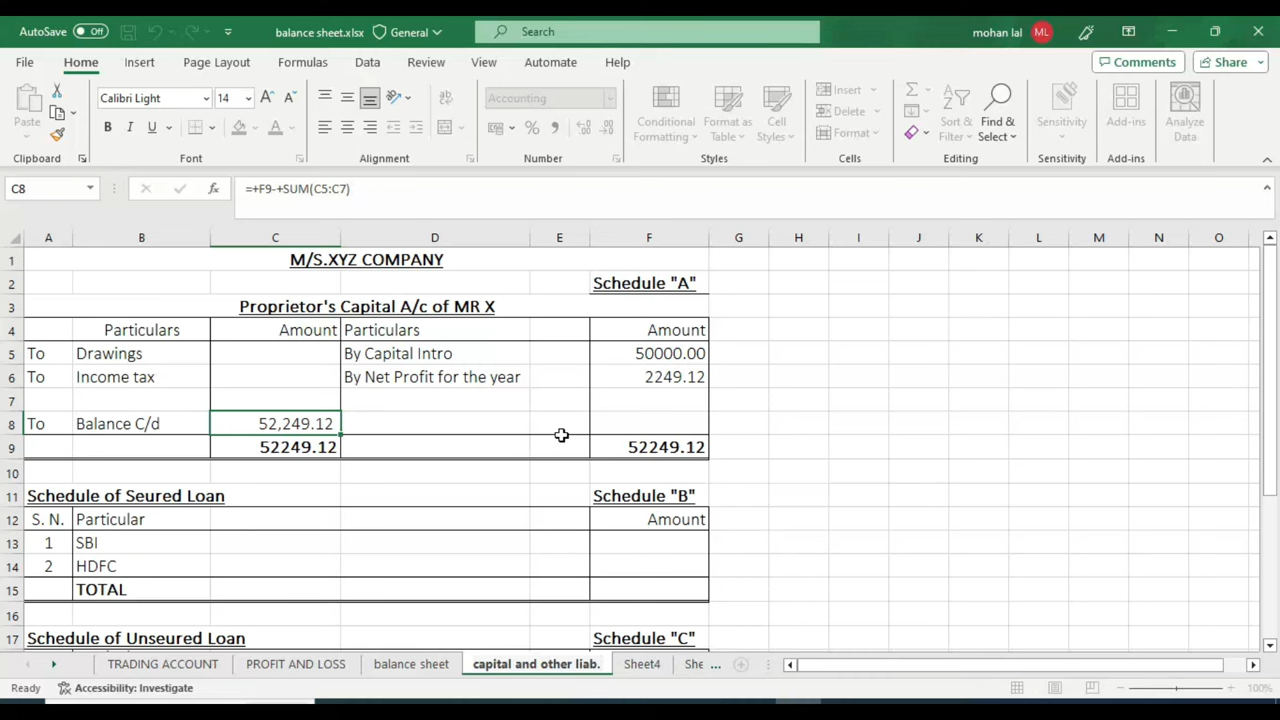 AutoSave Off balance sheet.xlsx General Search mohan lal ML
File Home Insert Page Layout Formulas Data Review View Automate Help Comments Share
Calibri Light 14 Accounting Insert
Paste Conditional Format as Cell Delete Sort & Find & Sensitivity Add-ins Analyze
Formatting Table Styles Format Filter Select Data
Clipboard Font Alignment Number Styles Cells Editing Sensitivity Add-ins
C8 fx =+F9-+SUM(C5:C7)
A B C D E F G H I J K L M N O
1 M/S.XYZ COMPANY
2 Schedule "A"
3 Proprietor's Capital A/c of MR X
4 Particulars Amount Particulars Amount
5 To Drawings By Capital Intro 50000.00
6 To Income tax By Net Profit for the year 2249.12
7
8 To Balance C/d 52,249.12
9 52249.12 52249.12
10
11 Schedule of Seured Loan Schedule "B"
12 S. N. Particular Amount
13 1 SBI
14 2 HDFC
15 TOTAL
16
17 Schedule of Unseured Loan Schedule "C"
TRADING ACCOUNT PROFIT AND LOSS balance sheet capital and other liab. Sheet4 She ...
Ready Accessibility: Investigate 100%